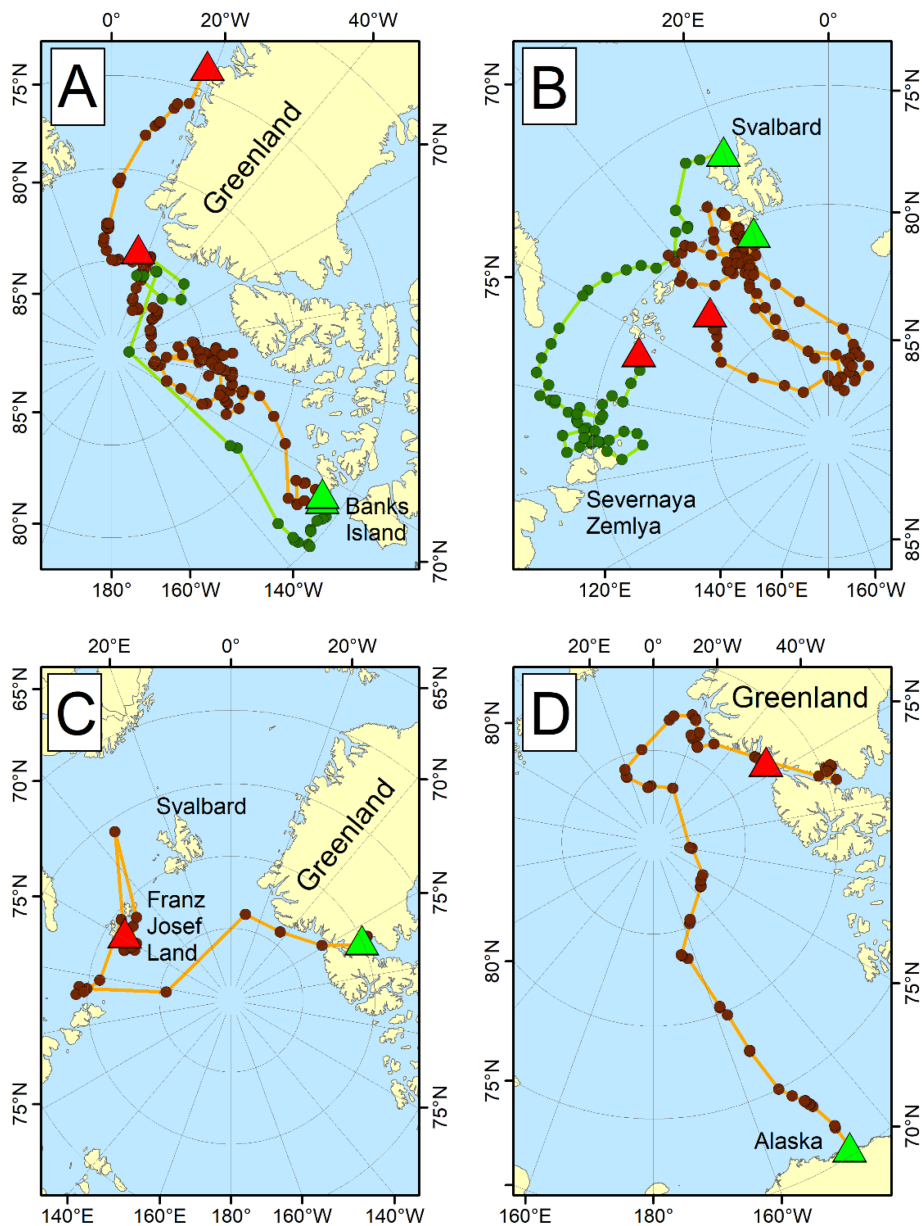 0° 20°W 40°W
20°E 0°
A
75°N
80°N
85°N
85°N
80°N
Greenland
Banks
Island
70°N
70°N
180° 160°W 140°W
B
70°N
75°N
Svalbard
Severnaya
Zemlya
75°N
80°N
85°N
85°N
120°E 140°E 160°E 160°W
20°E 0° 20°W
C
65°N
70°N
75°N
75°N
Svalbard
Franz
Josef
Land
Greenland
65°N
70°N
75°N
75°N
140°E 160°E 180° 160°W 140°W
20°E 0° 20°W 40°W
D
80°N
80°N
75°N
Greenland
Alaska
75°N
75°N
70°N
160°E 180° 160°W